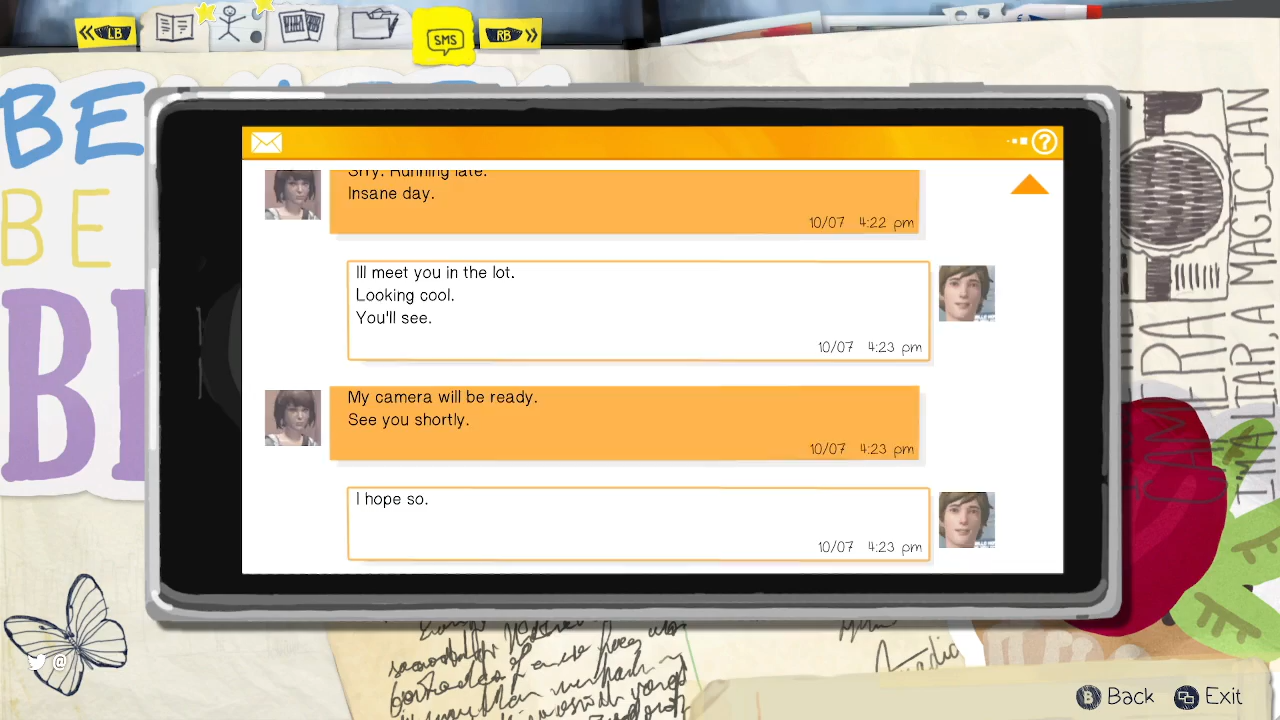 LB
SMS
RB
BE
BE
Srry. Running late.
Insane day.
10/07 4:22 pm
Ill meet you in the lot.
Looking cool.
You'll see.
10/07 4:23 pm
My camera will be ready.
See you shortly.
10/07 4:23 pm
I hope so.
10/07 4:23 pm
CAMERA
LIAR, A MAGICIAN
@
B Back
Exit